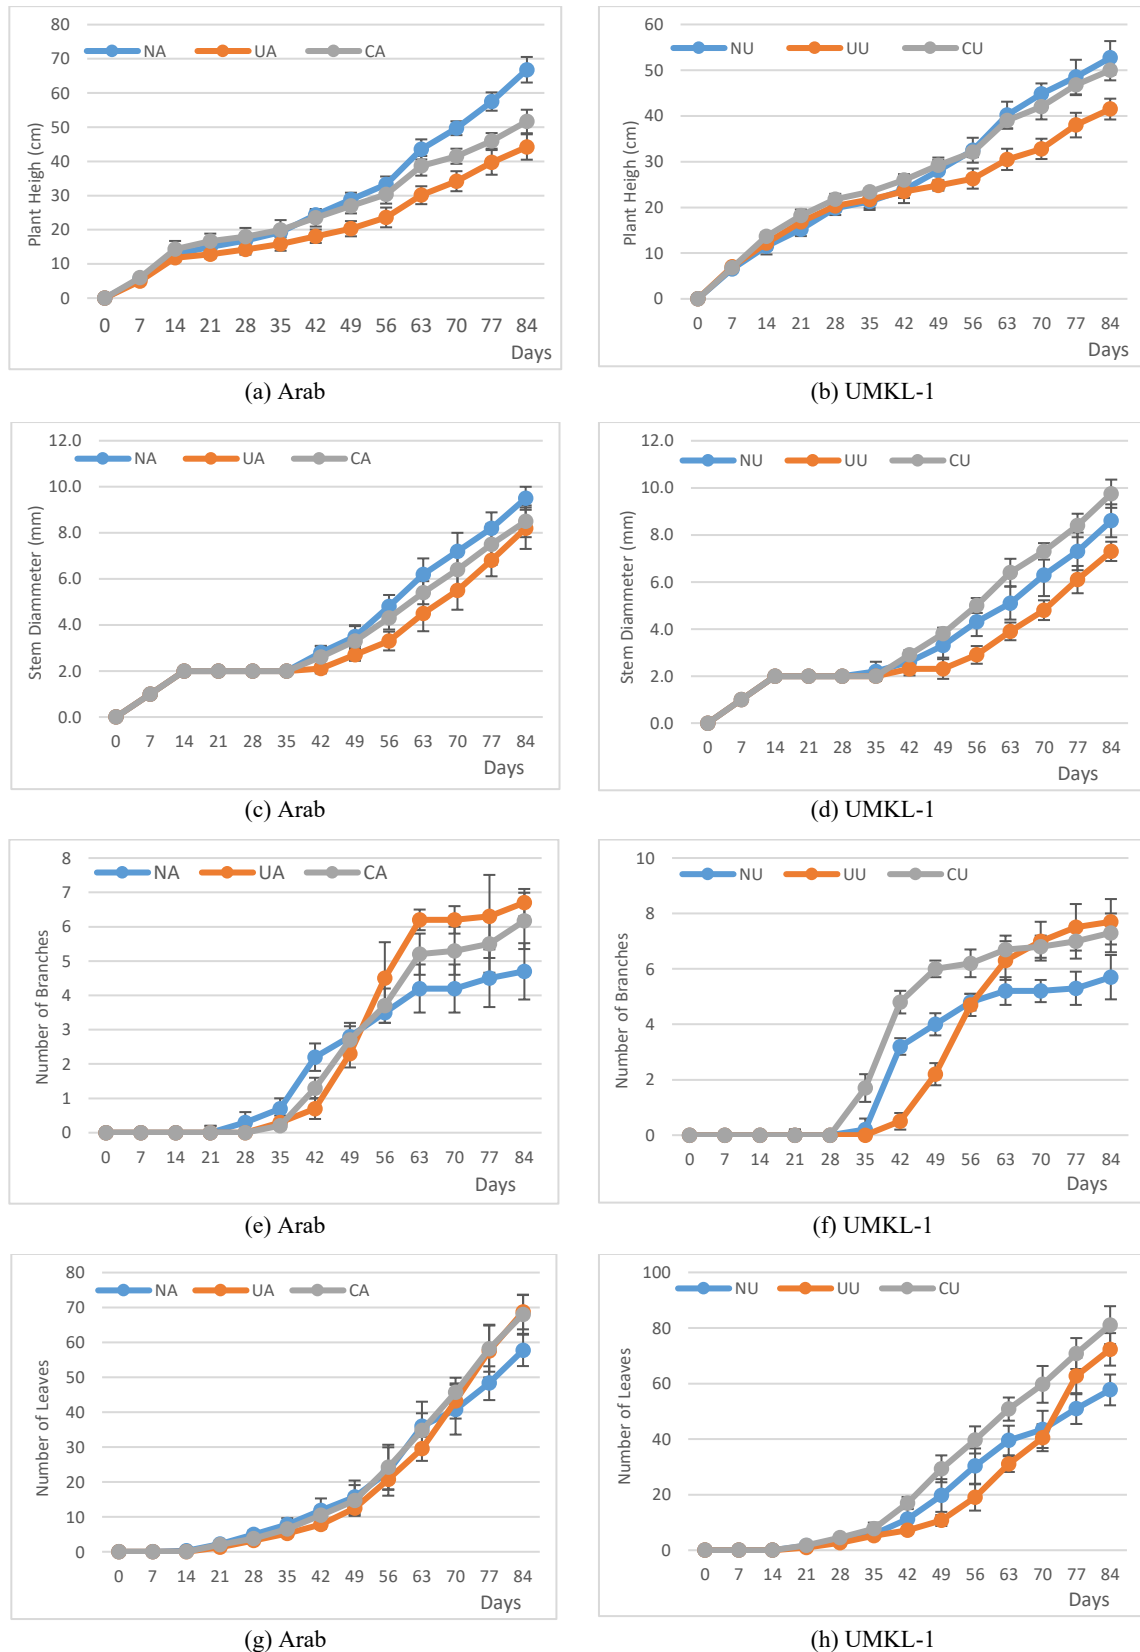 80
70
60
50
40
30
20
10
0
NA UA CA
Plant Heigh (cm)
0 7 14 21 28 35 42 49 56 63 70 77 84
Days
(a) Arab
60
50
40
30
20
10
0
NU UU CU
Plant Heigh (cm)
0 7 14 21 28 35 42 49 56 63 70 77 84
Days
(b) UMKL-1
12.0
10.0
8.0
6.0
4.0
2.0
0.0
NA UA CA
Stem Diammeter (mm)
0 7 14 21 28 35 42 49 56 63 70 77 84
Days
(c) Arab
12.0
10.0
8.0
6.0
4.0
2.0
0.0
NU UU CU
Stem Diammeter (mm)
0 7 14 21 28 35 42 49 56 63 70 77 84
Days
(d) UMKL-1
8
7
6
5
4
3
2
1
0
NA UA CA
Number of Branches
0 7 14 21 28 35 42 49 56 63 70 77 84
Days
(e) Arab
10
8
6
4
2
0
NU UU CU
Number of Branches
0 7 14 21 28 35 42 49 56 63 70 77 84
Days
(f) UMKL-1
80
70
60
50
40
30
20
10
0
NA UA CA
Number of Leaves
0 7 14 21 28 35 42 49 56 63 70 77 84
Days
(g) Arab
100
80
60
40
20
0
NU UU CU
Number of Leaves
0 7 14 21 28 35 42 49 56 63 70 77 84
Days
(h) UMKL-1